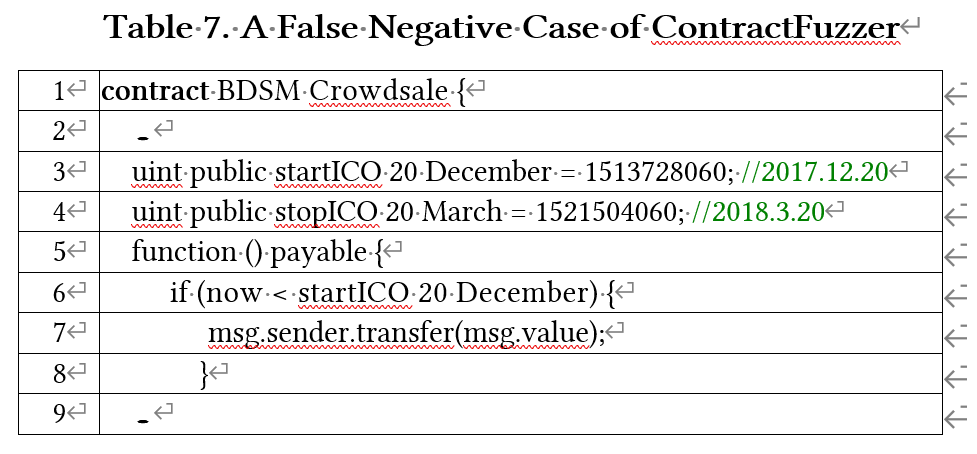 Table 7. A False Negative Case of ContractFuzzer
1 contract BDSM Crowdsale {
2 -
3 uint public startICO 20 December = 1513728060; //2017.12.20
4 uint public stopICO 20 March = 1521504060; //2018.3.20
5 function () payable {
6 if (now < startICO 20 December) {
7 msg.sender.transfer(msg.value);
8 }
9 -